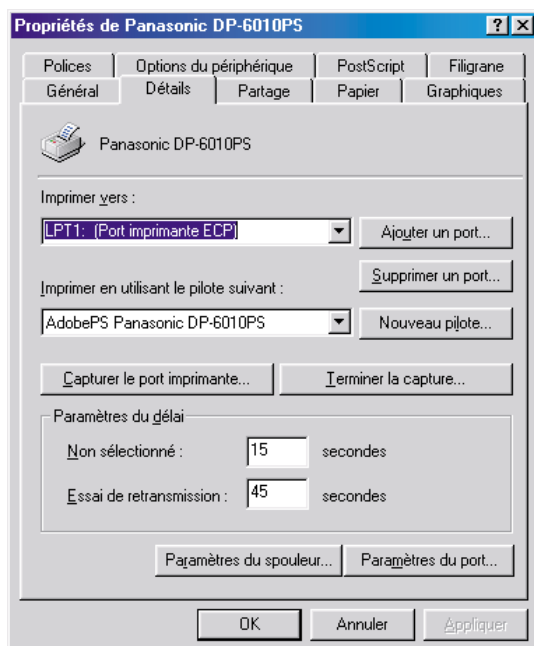 Propriétés de Panasonic DP-6010PS
Polices Options du périphérique PostScript Filigrane
Général Détails Partage Papier Graphiques
Panasonic DP-6010PS
Imprimer vers :
LPT1: (Port imprimante ECP) Ajouter un port...
Supprimer un port...
Imprimer en utilisant le pilote suivant :
AdobePS Panasonic DP-6010PS Nouveau pilote...
Capturer le port imprimante... Terminer la capture...
Paramètres du délai
Non sélectionné : 15 secondes
Essai de retransmission : 45 secondes
Paramètres du spouleur... Paramètres du port...
OK Annuler Appliquer